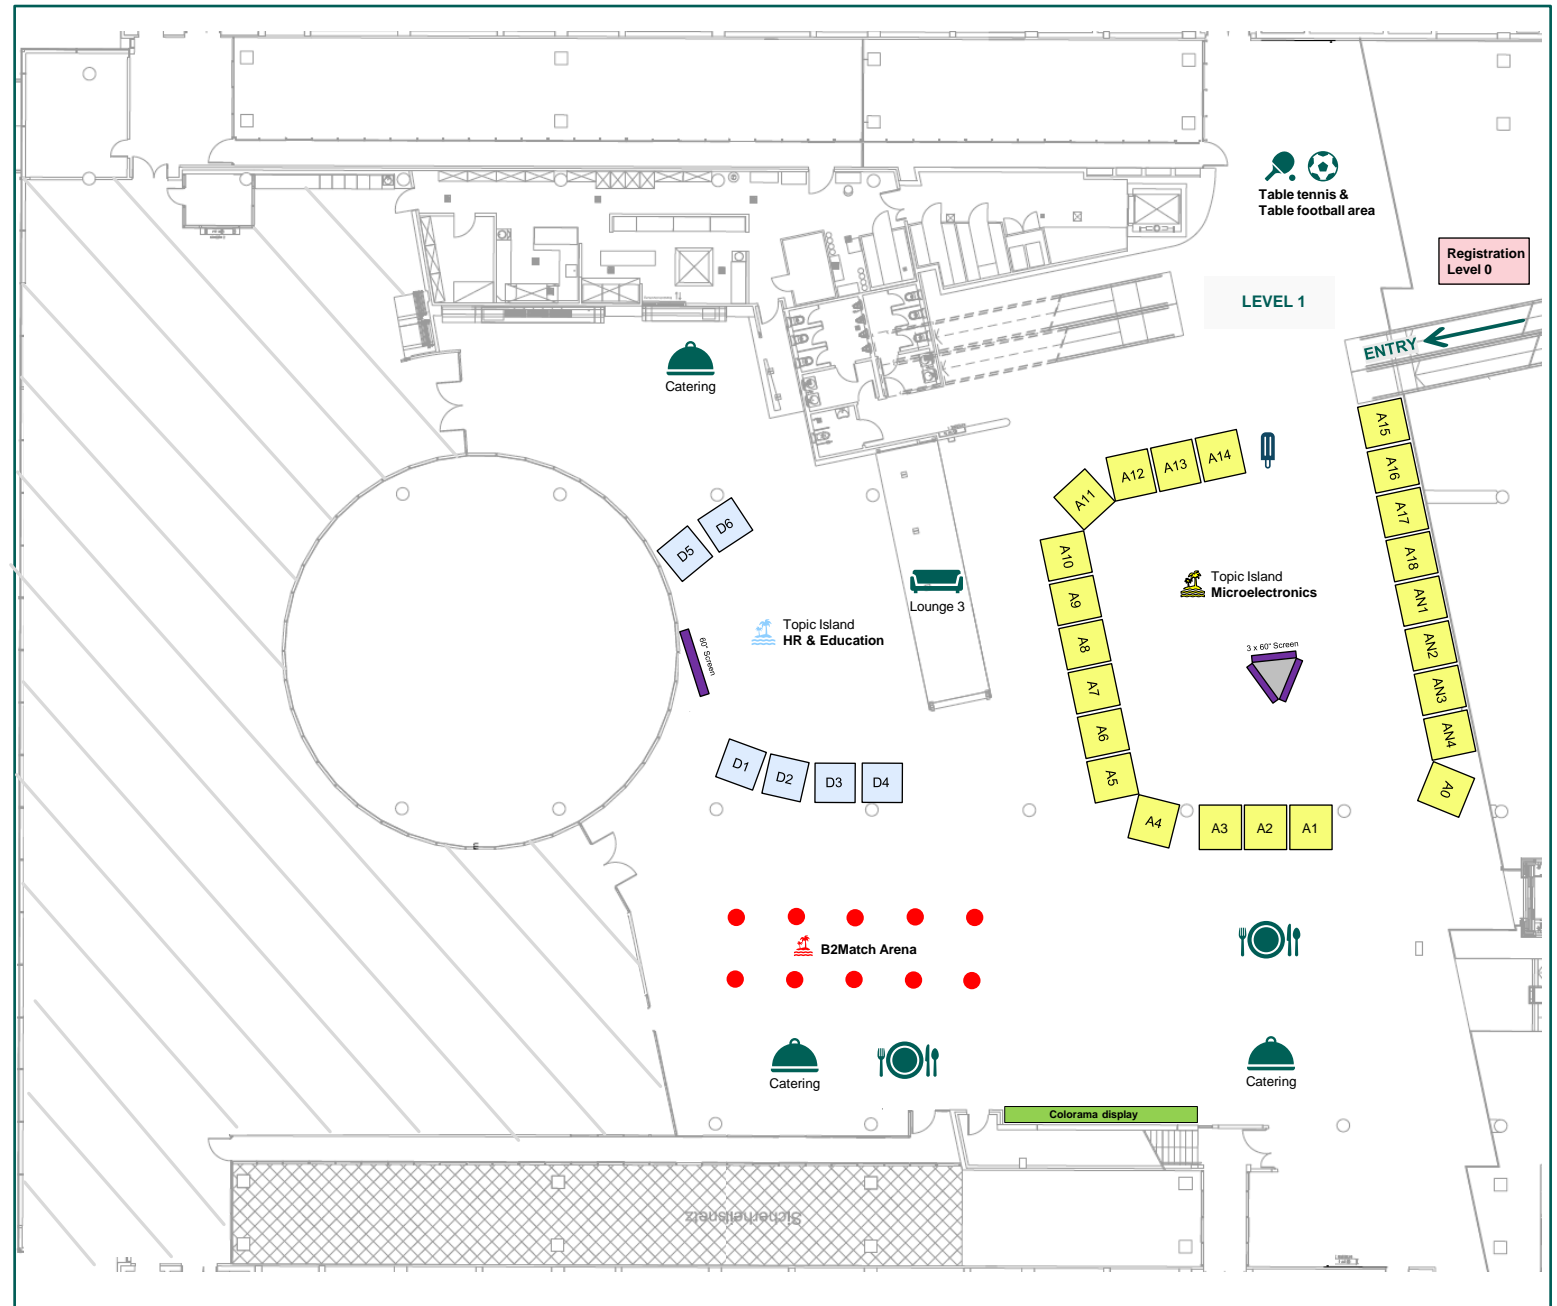 Table tennis &
Table football area
Registration
Level 0
LEVEL 1
ENTRY
Catering
A15
A16
A17
A18
AN1
AN2
AN3
AN4
A0
A14
A13
A12
A11
A10
A9
A8
A7
A6
A5
A4
A3
A2
A1
Topic Island
Microelectronics
3 x 60" Screen
Lounge 3
D6
D5
Topic Island
HR & Education
60" Screen
D1
D2
D3
D4
B2Match Arena
Catering
Catering
Colorama display
Sicherheitsnetz